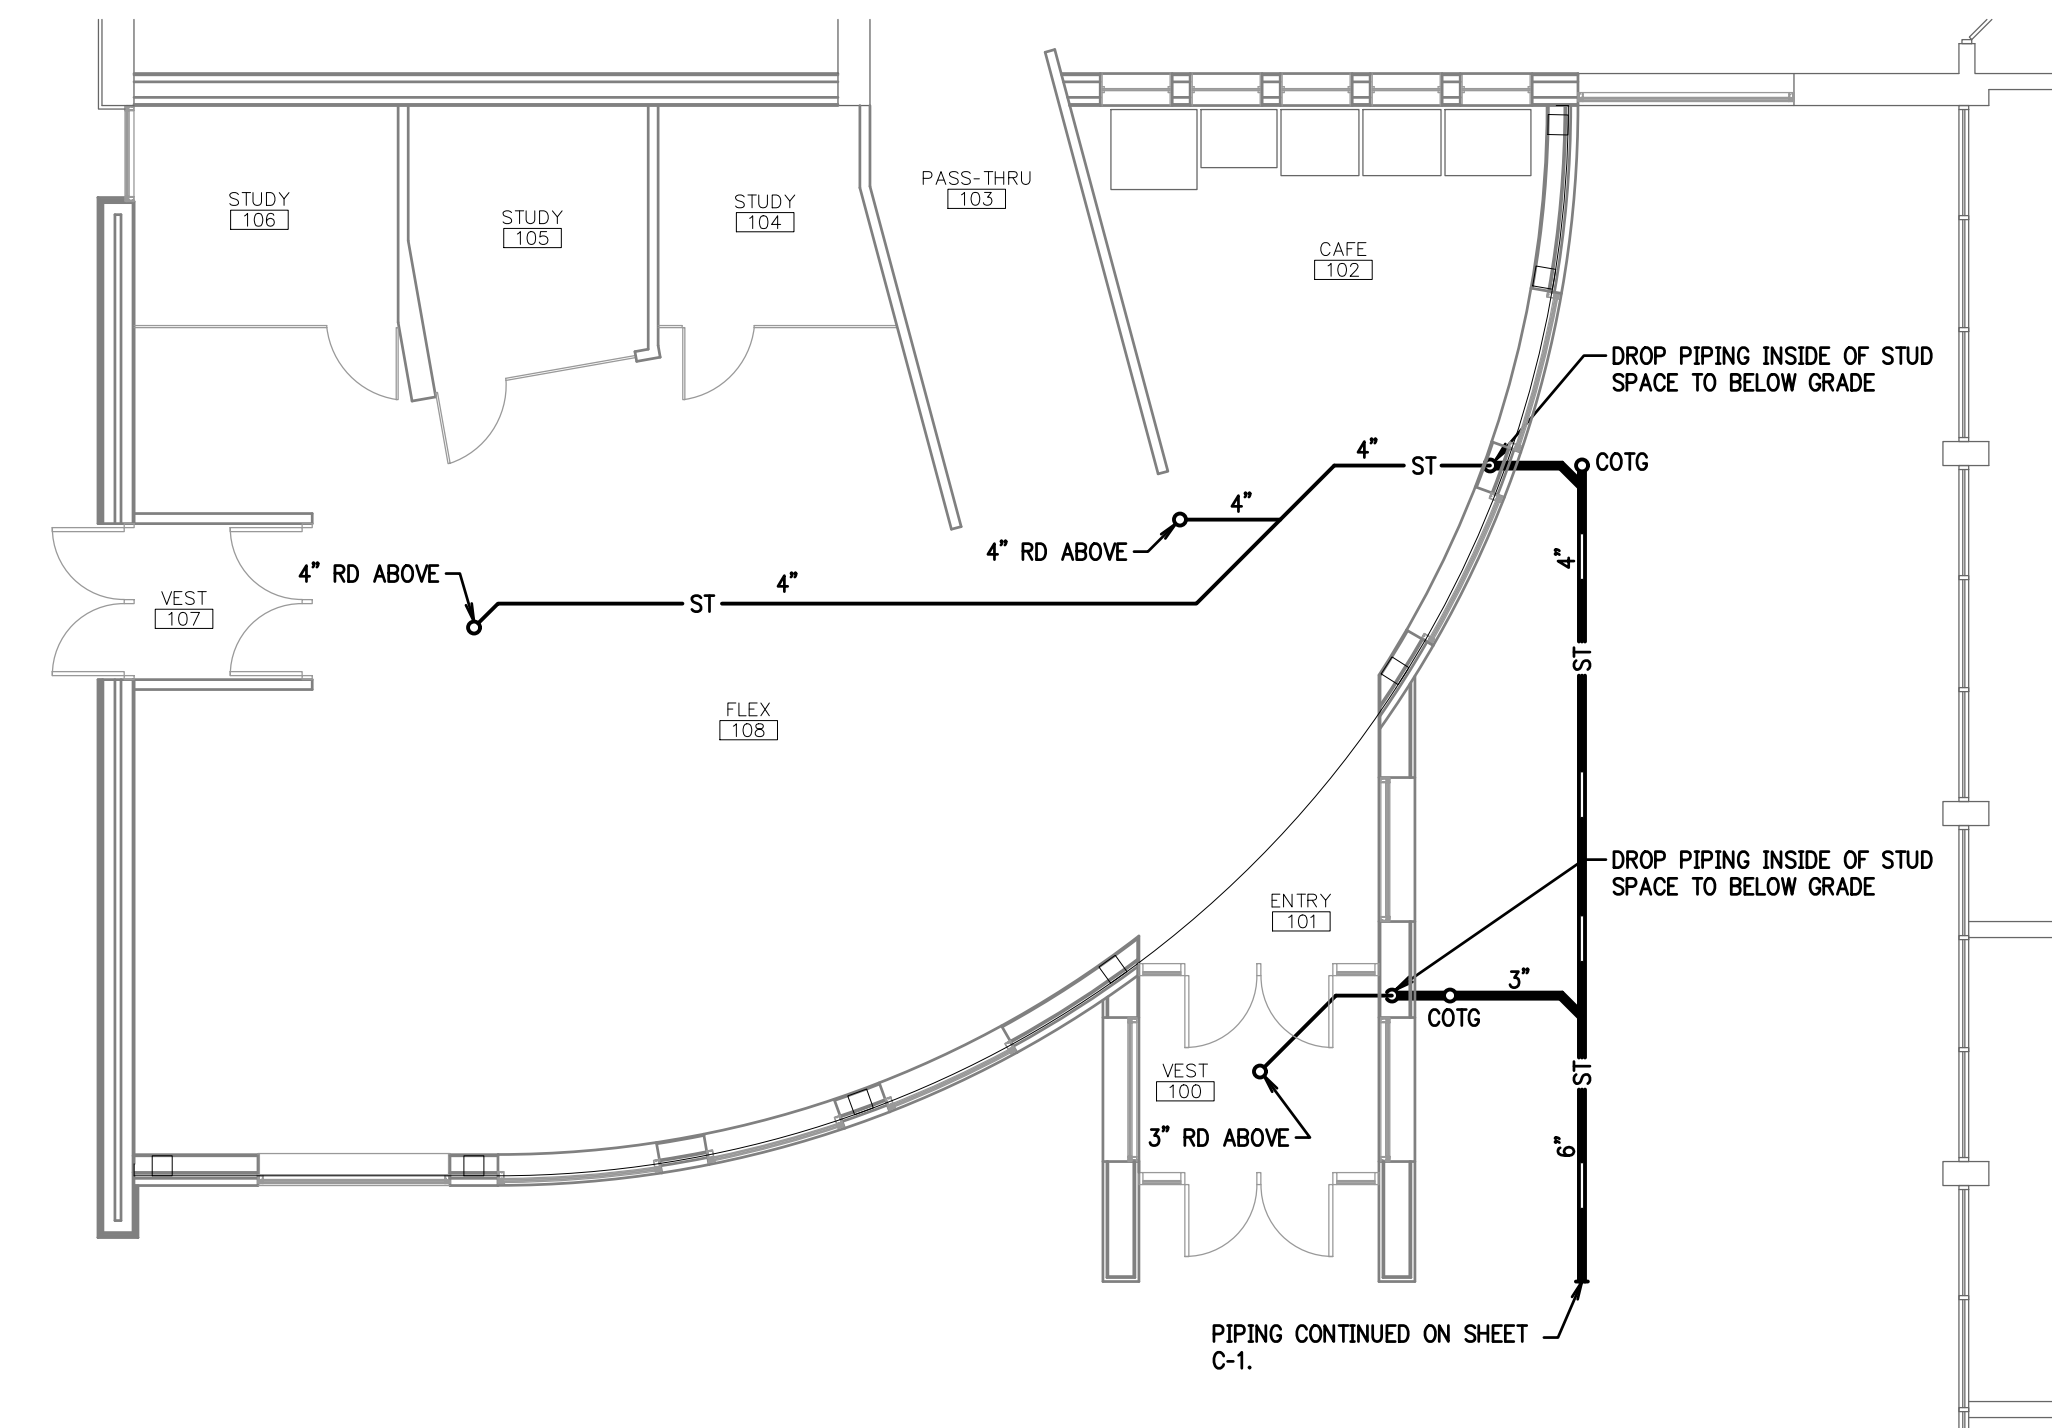 PASS-THRU
103
STUDY
106
STUDY
105
STUDY
104
CAFE
102
DROP PIPING INSIDE OF STUD
SPACE TO BELOW GRADE
4"
ST
COTG
4"
4" RD ABOVE
4"
4" RD ABOVE
4"
ST
VEST
107
ST
FLEX
108
DROP PIPING INSIDE OF STUD
SPACE TO BELOW GRADE
ENTRY
101
3"
COTG
ST
VEST
100
3" RD ABOVE
6"
PIPING CONTINUED ON SHEET
C-1.